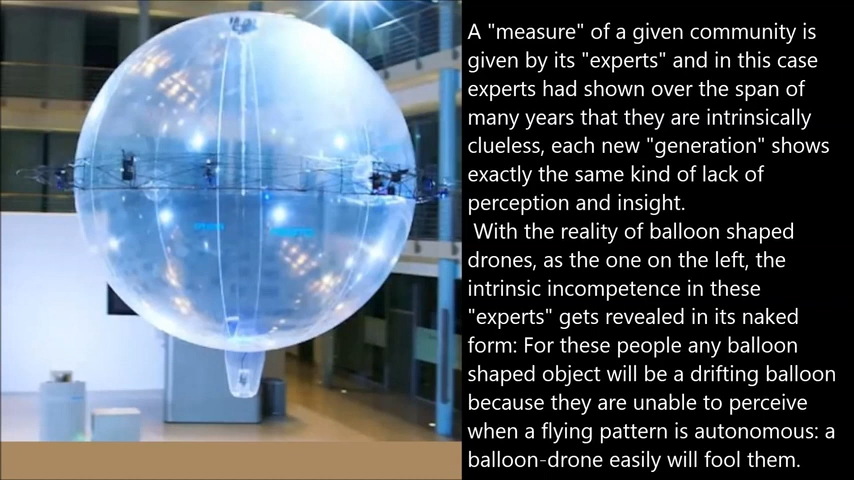 A "measure" of a given community is
given by its "experts" and in this case
experts had shown over the span of
many years that they are intrinsically
clueless, each new "generation" shows
exactly the same kind of lack of
perception and insight.
With the reality of balloon shaped
drones, as the one on the left, the
intrinsic incompetence in these
"experts" gets revealed in its naked
form: For these people any balloon
shaped object will be a drifting balloon
because they are unable to perceive
when a flying pattern is autonomous: a
balloon-drone easily will fool them.